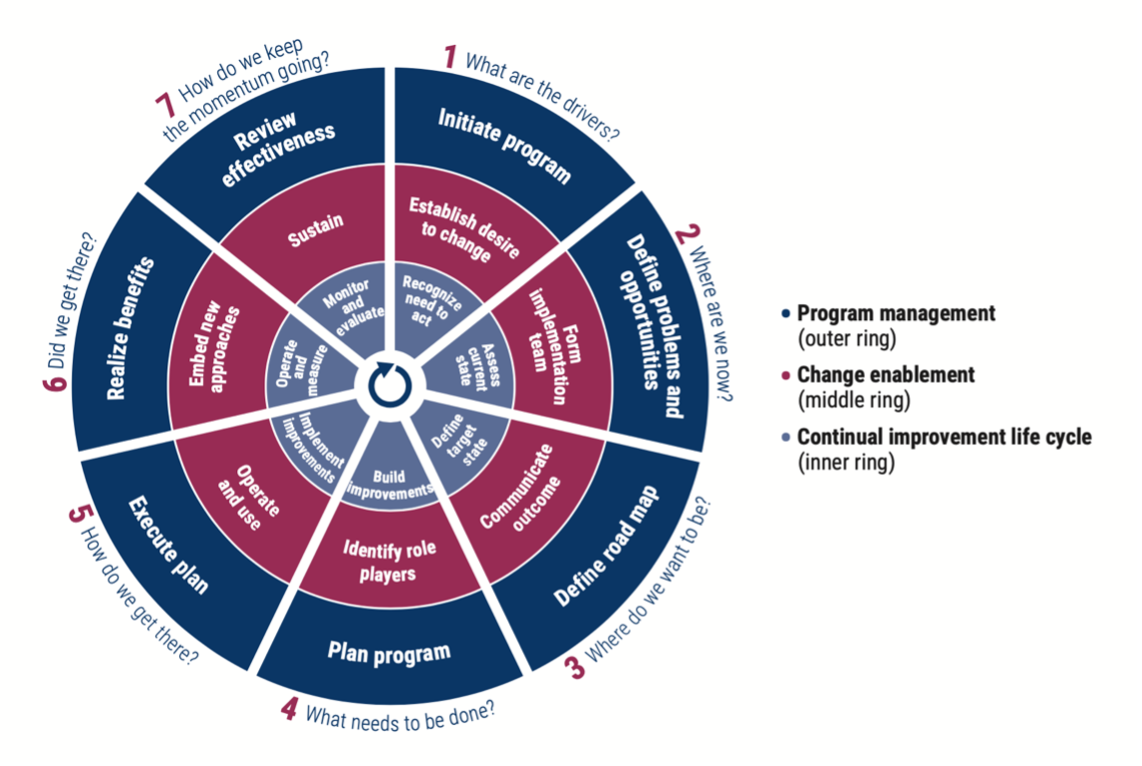 1 What are the drivers?
Initiate program
Establish desire
to change
Recognize
need to
act
2 Where are we now?
Define problems and
opportunities
Form
implementation
team
Assess
current
state
3 Where do we want to be?
Define road map
Communicate
outcome
Define
target
state
4 What needs to be done?
Plan program
Identify role
players
Build
improvements
5 How do we get there?
Execute plan
Operate
and use
Implement
improvements
6 Did we get there?
Realize benefits
Embed new
approaches
Operate
and
measure
7 How do we keep
the momentum going?
Review
effectiveness
Sustain
Monitor
and
evaluate
• Program management
(outer ring)
• Change enablement
(middle ring)
• Continual improvement life cycle
(inner ring)